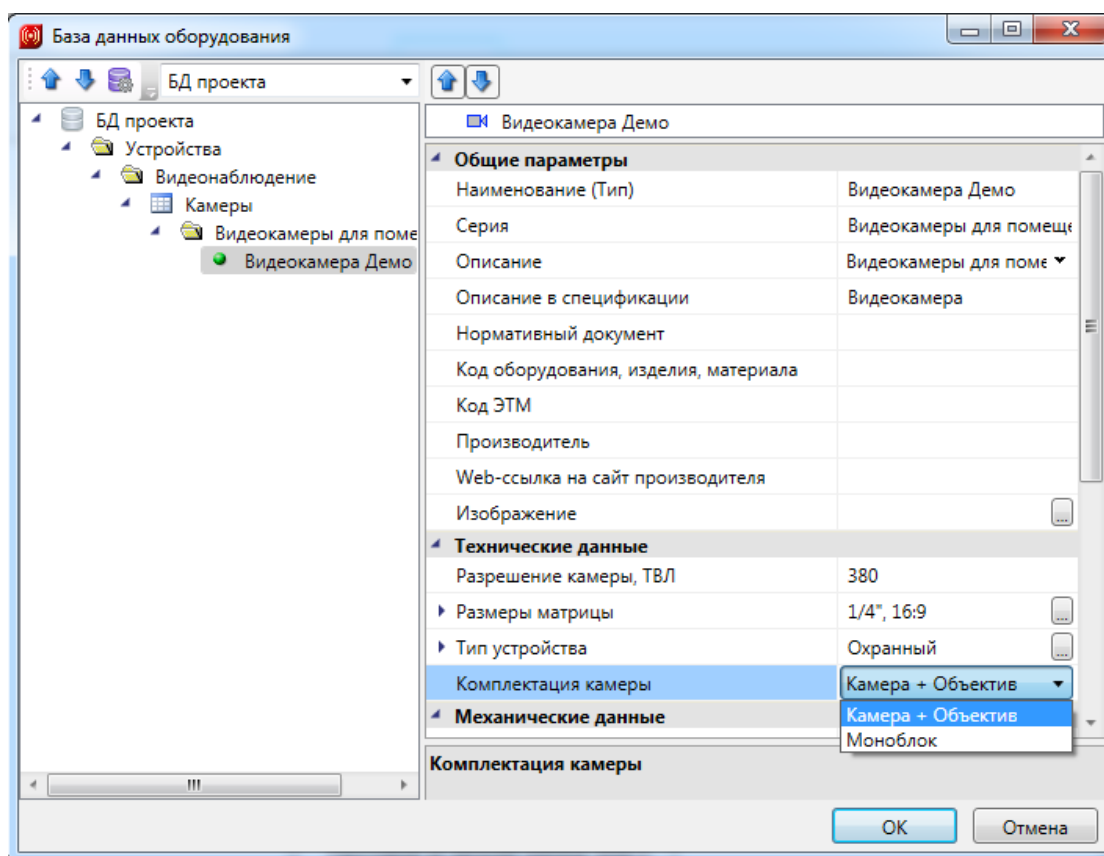 База данных оборудования
БД проекта
БД проекта
Устройства
Видеонаблюдение
Камеры
Видеокамеры для поме
Видеокамера Демо
Видеокамера Демо
Общие параметры
Наименование (Тип) Видеокамера Демо
Серия Видеокамеры для помеще
Описание Видеокамеры для поме
Описание в спецификации Видеокамера
Нормативный документ
Код оборудования, изделия, материала
Код ЭТМ
Производитель
Web-ссылка на сайт производителя
Изображение ...
Технические данные
Разрешение камеры, ТВЛ 380
Размеры матрицы 1/4", 16:9 ...
Тип устройства Охранный ...
Комплектация камеры Камера + Объектив
Механические данные Камера + Объектив
Моноблок
Комплектация камеры
OK Отмена